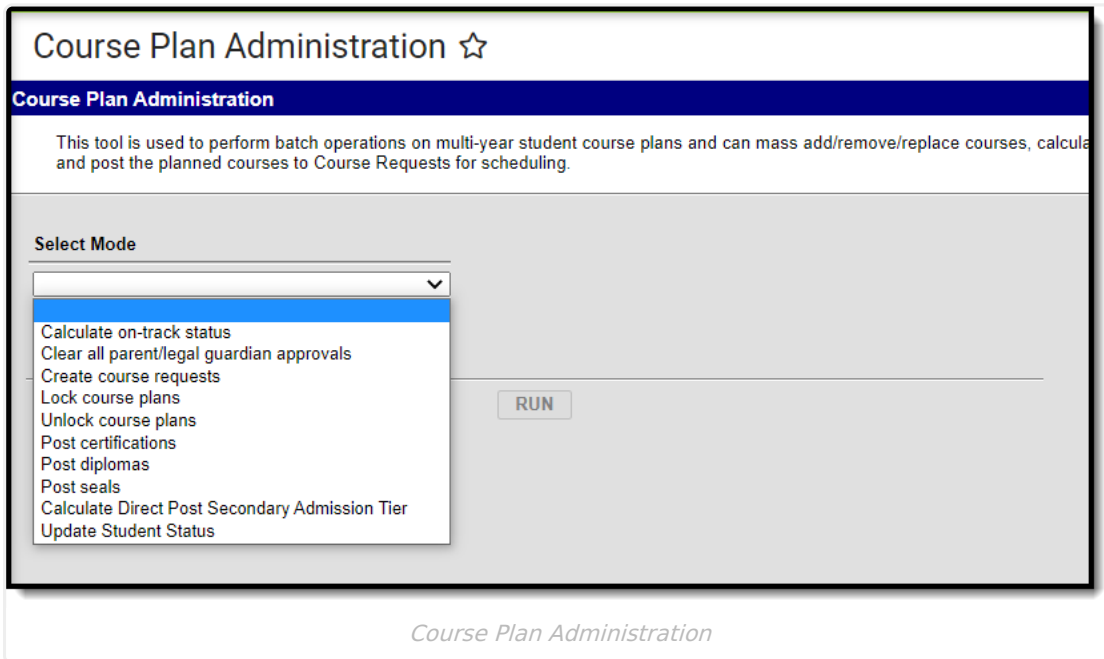 Course Plan Administration
Course Plan Administration
This tool is used to perform batch operations on multi-year student course plans and can mass add/remove/replace courses, calcula
and post the planned courses to Course Requests for scheduling.
Select Mode
Calculate on-track status
Clear all parent/legal guardian approvals
Create course requests
Lock course plans
Unlock course plans
RUN
Post certifications
Post diplomas
Post seals
Calculate Direct Post Secondary Admission Tier
Update Student Status
Course Plan Administration